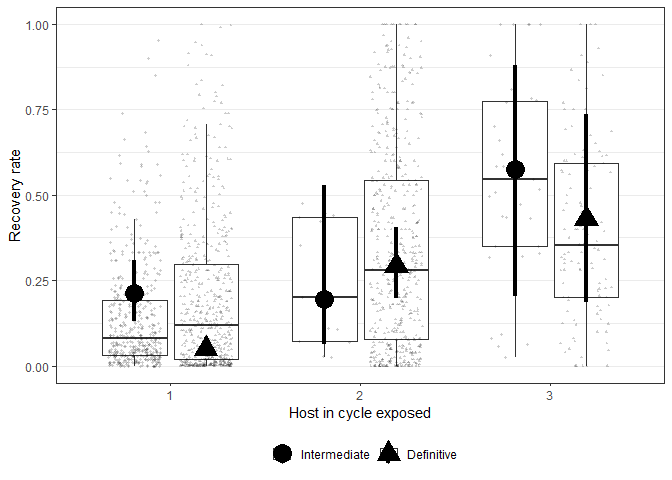 1.00
0.75
0.50
0.25
0.00
Recovery rate
1 2 3
Host in cycle exposed
Intermediate Definitive